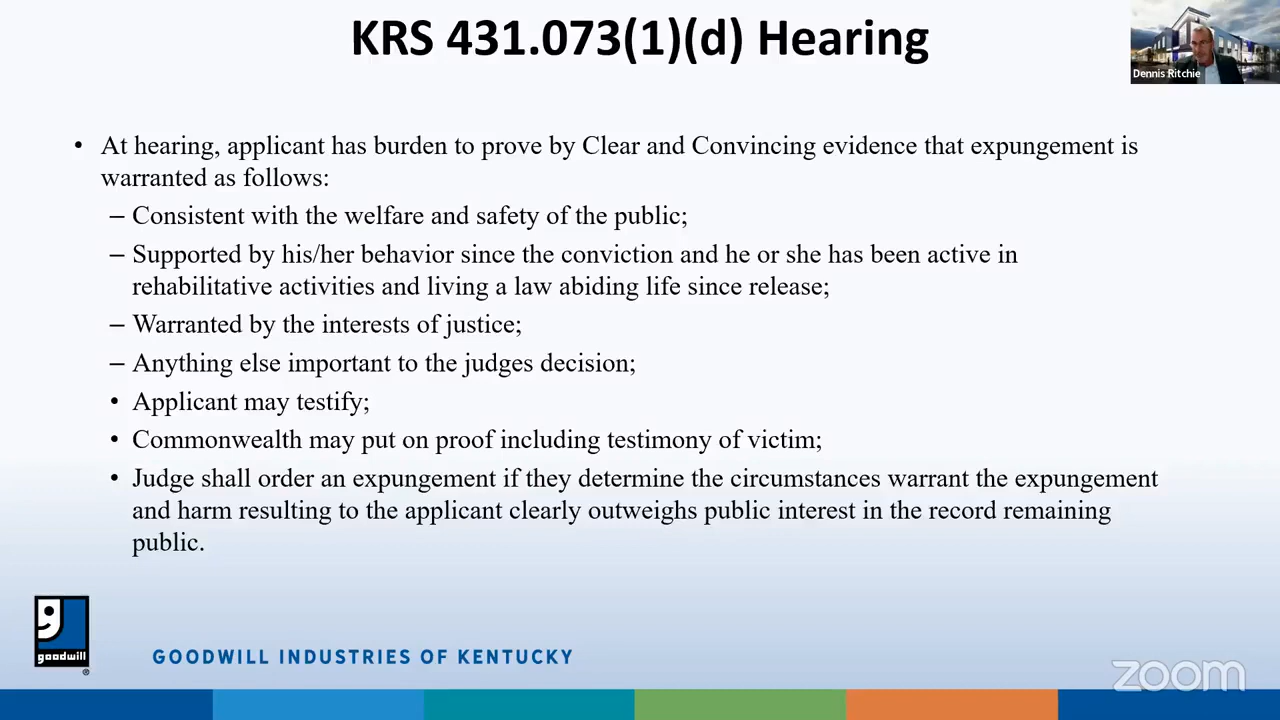 KRS 431.073(1)(d) Hearing
Dennis Ritchie
• At hearing, applicant has burden to prove by Clear and Convincing evidence that expungement is
warranted as follows:
– Consistent with the welfare and safety of the public;
– Supported by his/her behavior since the conviction and he or she has been active in
rehabilitative activities and living a law abiding life since release;
– Warranted by the interests of justice;
– Anything else important to the judges decision;
• Applicant may testify;
• Commonwealth may put on proof including testimony of victim;
• Judge shall order an expungement if they determine the circumstances warrant the expungement
and harm resulting to the applicant clearly outweighs public interest in the record remaining
public.
goodwill
®
GOODWILL INDUSTRIES OF KENTUCKY
zoom